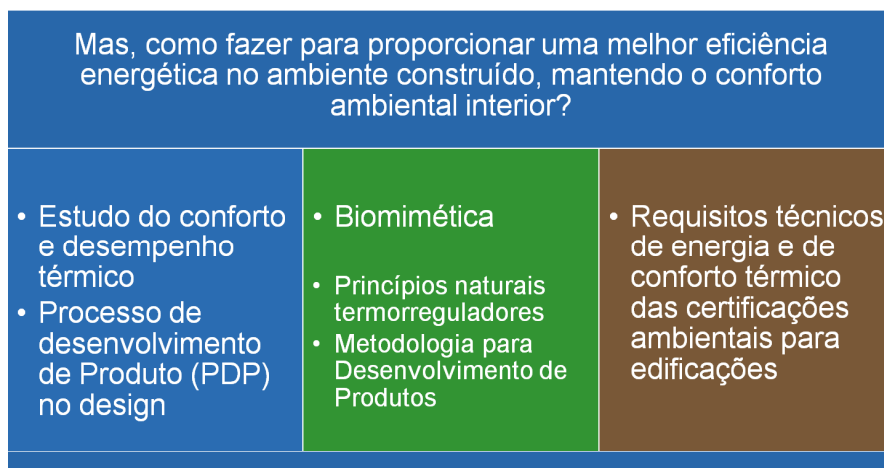 Mas, como fazer para proporcionar uma melhor eficiência
energética no ambiente construído, mantendo o conforto
ambiental interior?
• Estudo do conforto
e desempenho
térmico
• Processo de
desenvolvimento
de Produto (PDP)
no design
• Biomimética
• Princípios naturais
termorreguladores
• Metodologia para
Desenvolvimento de
Produtos
• Requisitos técnicos
de energia e de
conforto térmico
das certificações
ambientais para
edificações